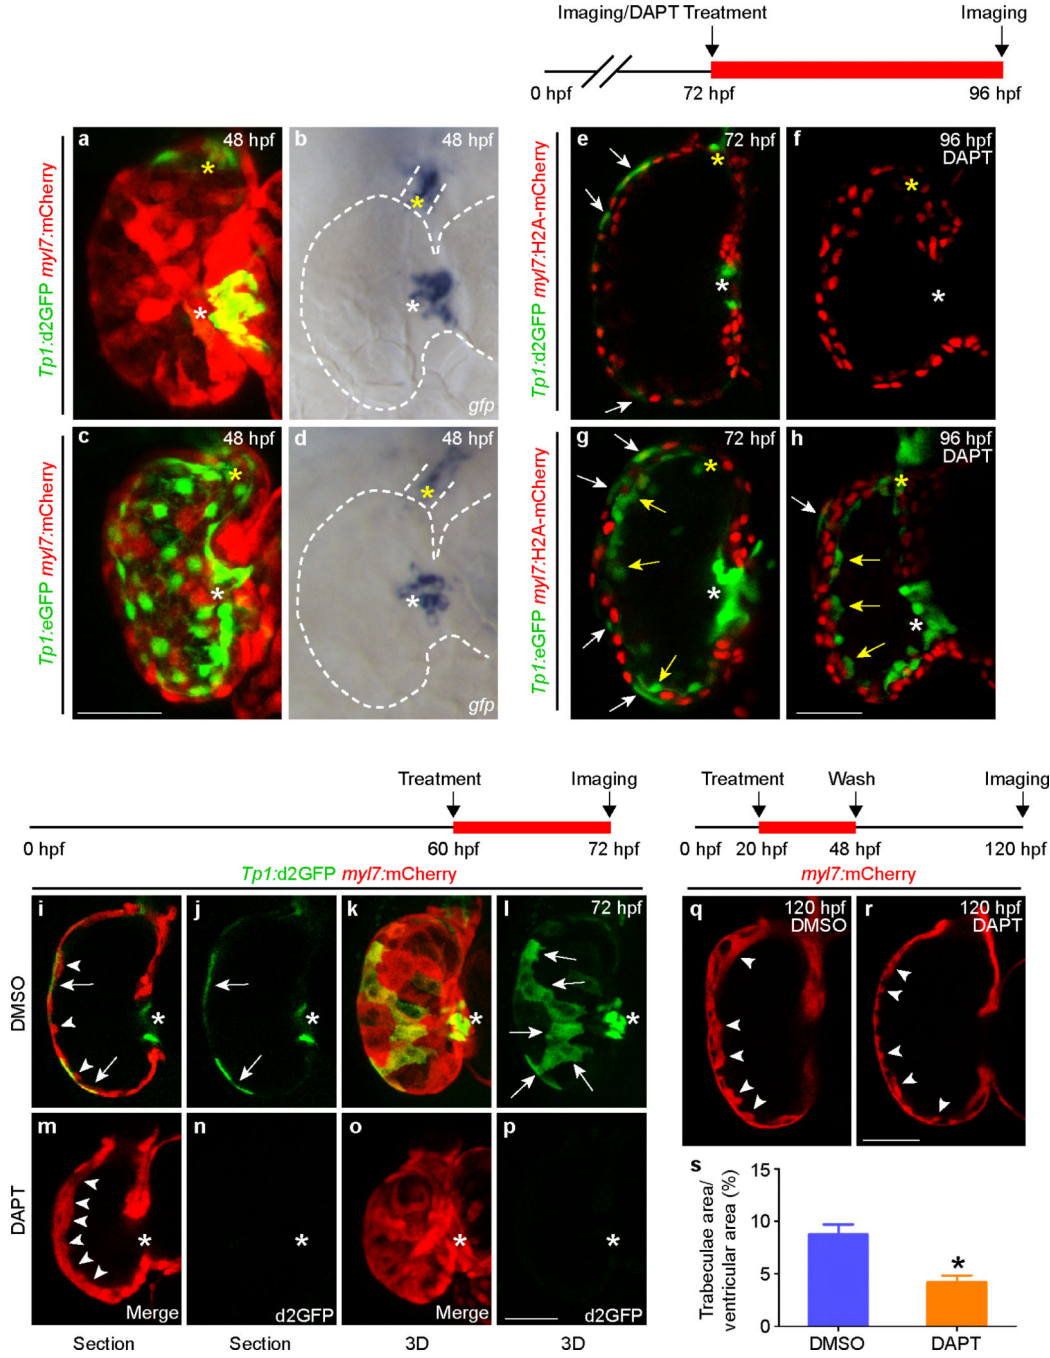 Imaging/DAPT Treatment
Imaging
0 hpf
72 hpf
96 hpf
Tp1:d2GFP myl7:mCherry
a
48 hpf
*
*
b
48 hpf
*
*
gfp
Tp1:d2GFP myl7:H2A-mCherry
e
72 hpf
*
*
f
96 hpf
DAPT
*
*
Tp1:eGFP myl7:mCherry
c
48 hpf
*
*
d
48 hpf
*
*
gfp
Tp1:eGFP myl7:H2A-mCherry
g
72 hpf
*
*
h
96 hpf
DAPT
*
*
Treatment
Imaging
0 hpf
60 hpf
72 hpf
Treatment
Wash
Imaging
0 hpf
20 hpf
48 hpf
120 hpf
Tp1:d2GFP myl7:mCherry
myl7:mCherry
DMSO
i
*
j
*
k
*
l
72 hpf
*
q
120 hpf
DMSO
r
120 hpf
DAPT
DAPT
m
*
Merge
n
*
d2GFP
o
*
Merge
p
*
d2GFP
Section
Section
3D
3D
s
Trabeculae area/
ventricular area (%)
15
10
5
0
*
DMSO
DAPT